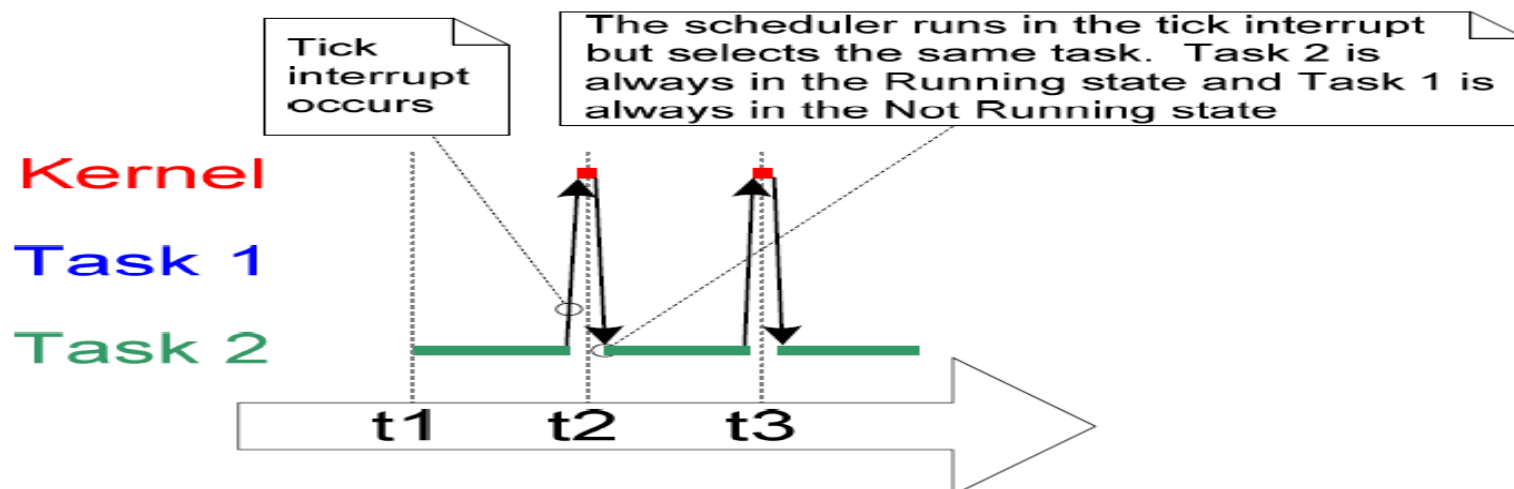 Tick
interrupt
occurs
The scheduler runs in the tick interrupt
but selects the same task. Task 2 is
always in the Running state and Task 1 is
always in the Not Running state
Kernel
Task 1
Task 2
t1 t2 t3